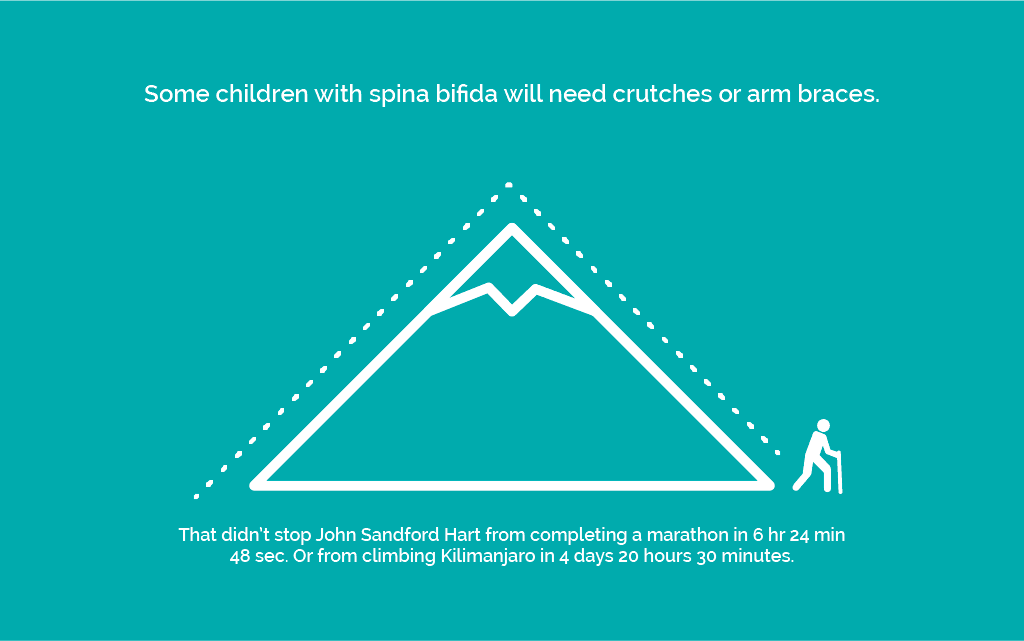 Some children with spina bifida will need crutches or arm braces.
That didn't stop John Sandford Hart from completing a marathon in 6 hr 24 min
48 sec. Or from climbing Kilimanjaro in 4 days 20 hours 30 minutes.